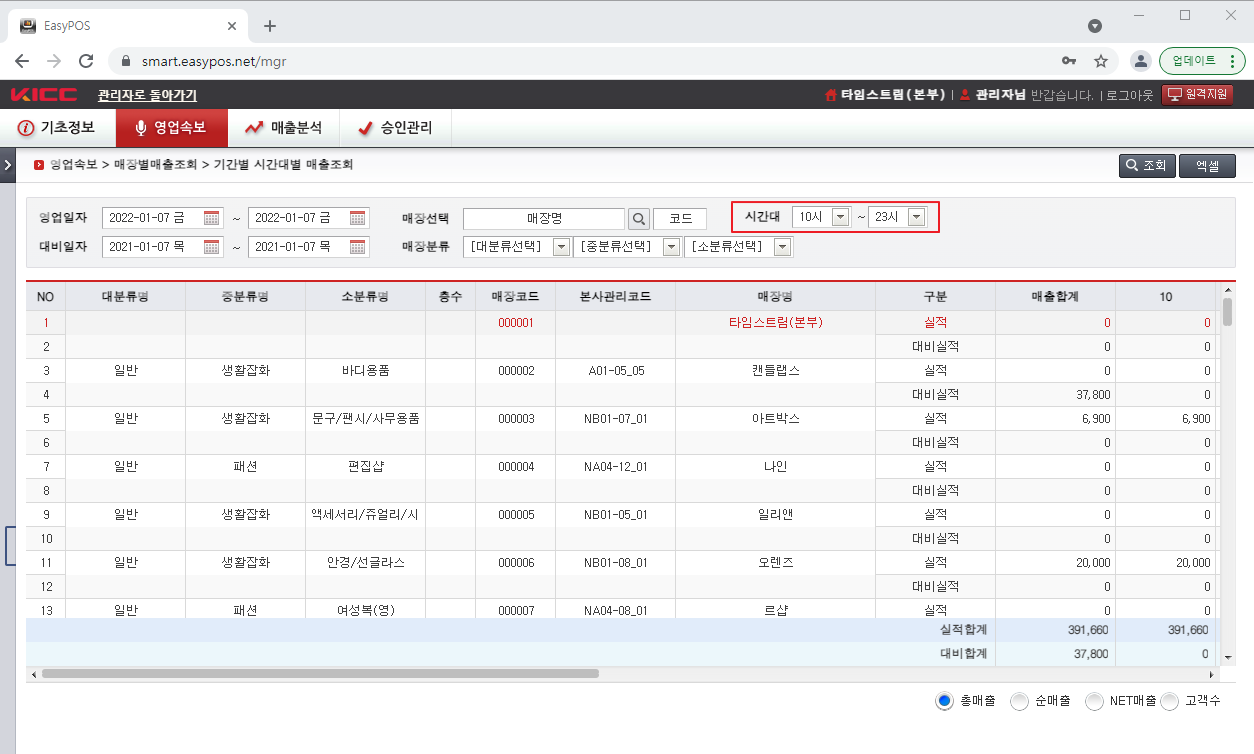 EasyPOS
smart.easypos.net/mgr
업데이트
KICC 관리자로 돌아가기 타임스트림(본부) | 관리자님 반갑습니다. | 로그아웃 원격지원
기초정보 영업속보 매출분석 승인관리
영업속보 > 매장별매출조회 > 기간별 시간대별 매출조회 조회 엑셀
영업일자 2022-01-07 금 ~ 2022-01-07 금 매장선택 매장명 코드 시간대 10시 ~ 23시
대비일자 2021-01-07 목 ~ 2021-01-07 목 매장분류 [대분류선택] [중분류선택] [소분류선택]
NO 대분류명 중분류명 소분류명 층수 매장코드 본사관리코드 매장명 구분 매출합계 10
1 000001 타임스트림(본부) 실적 0 0
2 대비실적 0 0
3 일반 생활잡화 바디용품 000002 A01-05_05 캔들랩스 실적 0 0
4 대비실적 37,800 0
5 일반 생활잡화 문구/팬시/사무용품 000003 NB01-07_01 아트박스 실적 6,900 6,900
6 대비실적 0 0
7 일반 패션 편집샵 000004 NA04-12_01 나인 실적 0 0
8 대비실적 0 0
9 일반 생활잡화 액세서리/쥬얼리/시 000005 NB01-05_01 일리앤 실적 0 0
10 대비실적 0 0
11 일반 생활잡화 안경/선글라스 000006 NB01-08_01 오렌즈 실적 20,000 20,000
12 대비실적 0 0
13 일반 패션 여성복(영) 000007 NA04-08_01 르샵 실적 0 0
실적합계 391,660 391,660
대비합계 37,800 0
총매출 순매출 NET매출 고객수